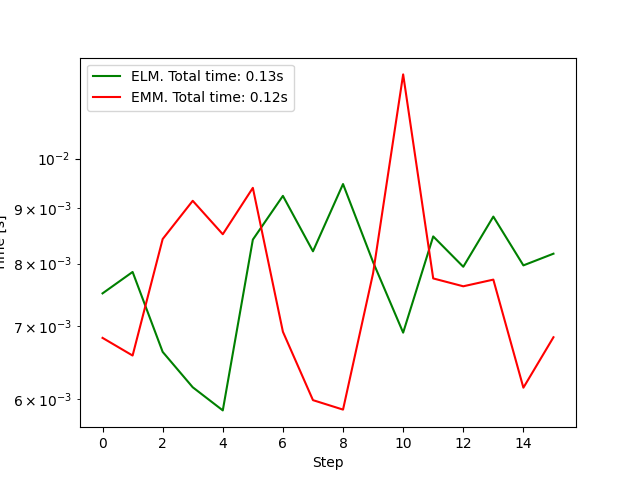 ELM. Total time: 0.13s
EMM. Total time: 0.12s
Time [s]
10⁻²
9 × 10⁻³
8 × 10⁻³
7 × 10⁻³
6 × 10⁻³
0 2 4 6 8 10 12 14
Step